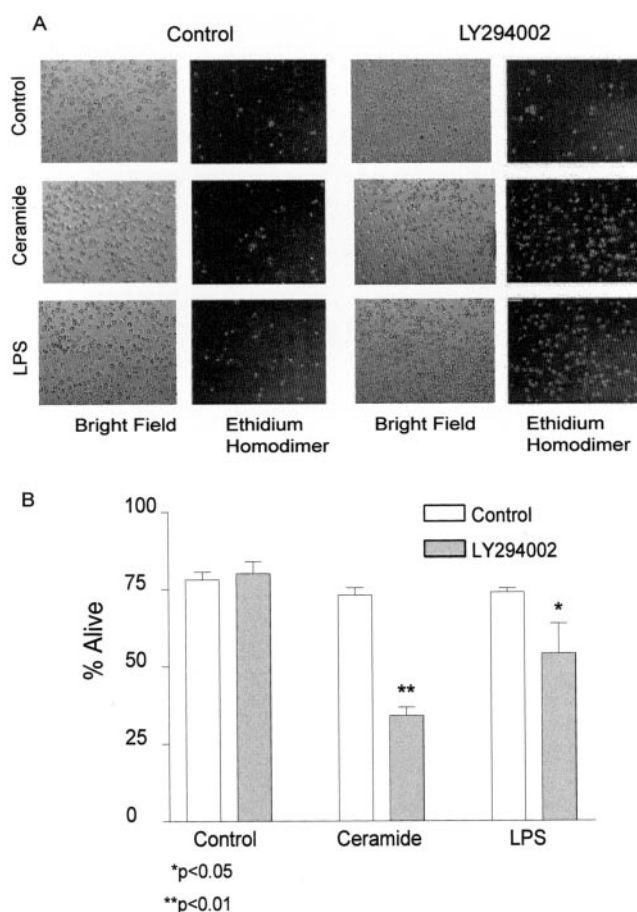 A
Control LY294002
Control
Ceramide
LPS
Bright Field Ethidium Homodimer Bright Field Ethidium Homodimer
B
Control
LY294002
% Alive
100
75
50
25
0
**
*
Control Ceramide LPS
*p<0.05
**p<0.01